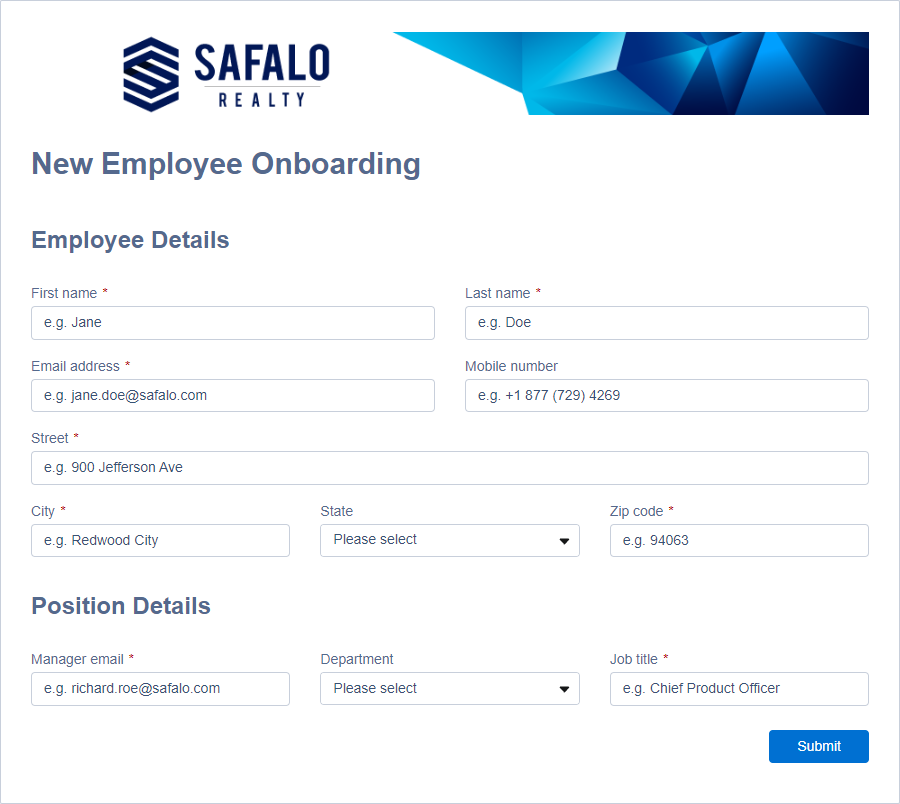 SAFALO
REALTY
New Employee Onboarding
Employee Details
First name *
Last name *
e.g. Jane
e.g. Doe
Email address *
Mobile number
e.g. jane.doe@safalo.com
e.g. +1 877 (729) 4269
Street *
e.g. 900 Jefferson Ave
City *
State
Zip code *
e.g. Redwood City
Please select
e.g. 94063
Position Details
Manager email *
Department
Job title *
e.g. richard.roe@safalo.com
Please select
e.g. Chief Product Officer
Submit